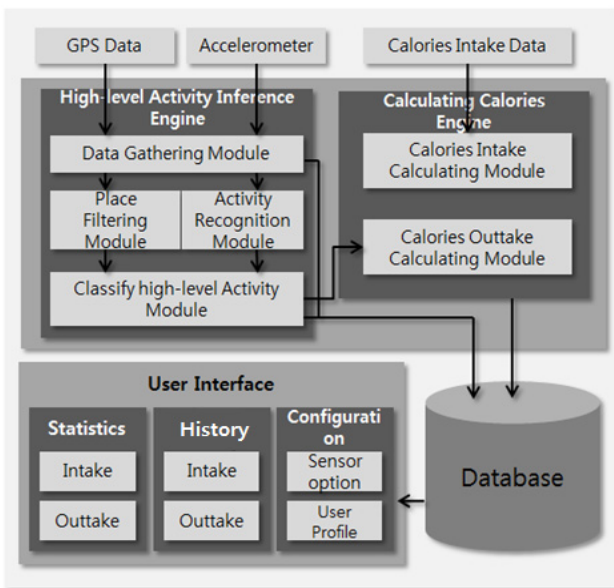 GPS Data
Accelerometer
Calories Intake Data
High-level Activity Inference
Engine
Data Gathering Module
Place
Filtering
Module
Activity
Recognition
Module
Classify high-level Activity
Module
Calculating Calories
Engine
Calories Intake
Calculating Module
Calories Outtake
Calculating Module
User Interface
Statistics
Intake
Outtake
History
Intake
Outtake
Configurati
on
Sensor
option
User
Profile
Database